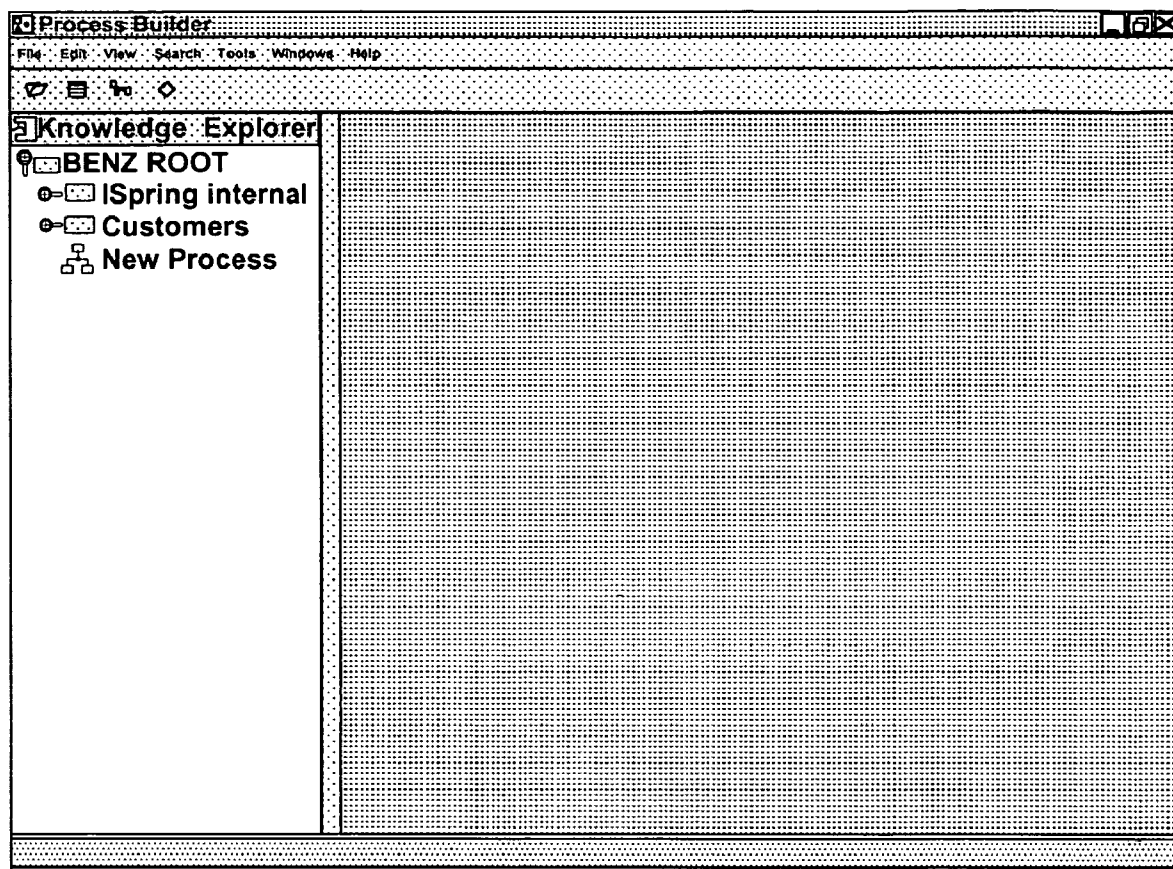 Process Builder
File Edit View Search Tools Windows Help
Knowledge Explorer
BENZ ROOT
ISpring internal
Customers
New Process